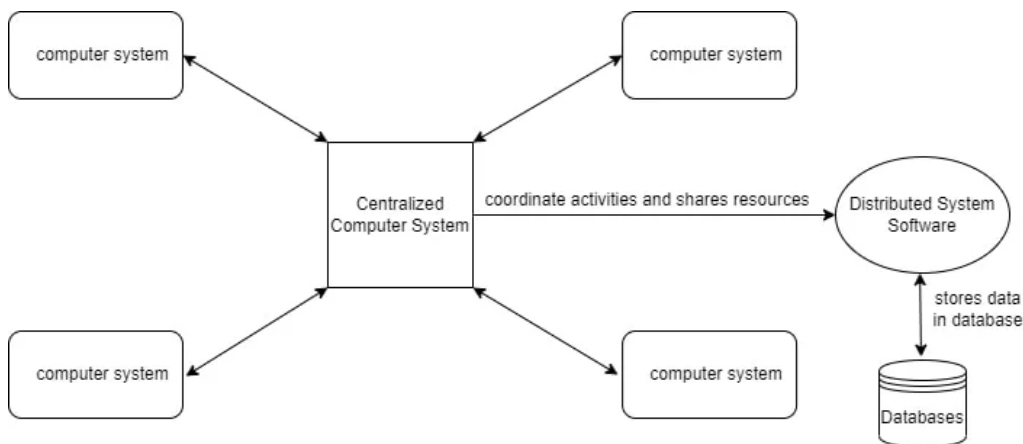 computer system
computer system
Centralized
Computer System
coordinate activities and shares resources
Distributed System
Software
stores data
in database
computer system
computer system
Databases